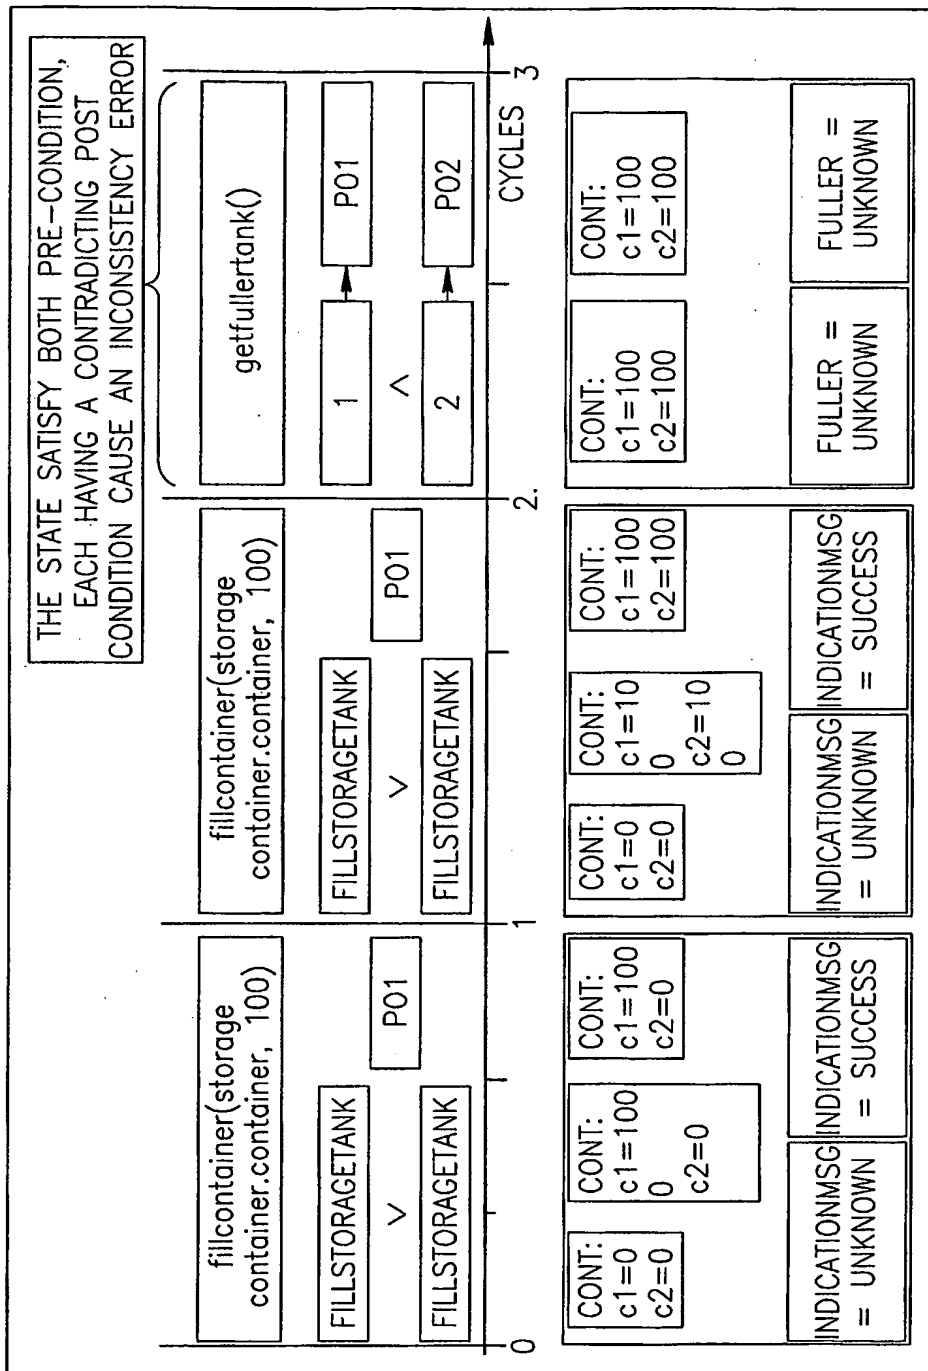 THE STATE SATISFY BOTH PRE-CONDITION,
EACH HAVING A CONTRADICTING POST
CONDITION CAUSE AN INCONSISTENCY ERROR
fillcontainer(storage
container.container, 100)
FILLSTORAGETANK
∨
FILLSTORAGETANK
PO1
fillcontainer(storage
container.container, 100)
FILLSTORAGETANK
∨
FILLSTORAGETANK
PO1
getfullertank()
1
PO1
∧
2
PO2
0
1
2.
3
CYCLES
CONT:
c1=0
c2=0
CONT:
c1=100
0
c2=0
CONT:
c1=100
c2=0
INDICATIONMSG
= UNKNOWN
INDICATIONMSG
= SUCCESS
CONT:
c1=0
c2=0
CONT:
c1=10
0
c2=10
0
CONT:
c1=100
c2=100
INDICATIONMSG
= UNKNOWN
INDICATIONMSG
= SUCCESS
CONT:
c1=100
c2=100
CONT:
c1=100
c2=100
FULLER =
UNKNOWN
FULLER =
UNKNOWN